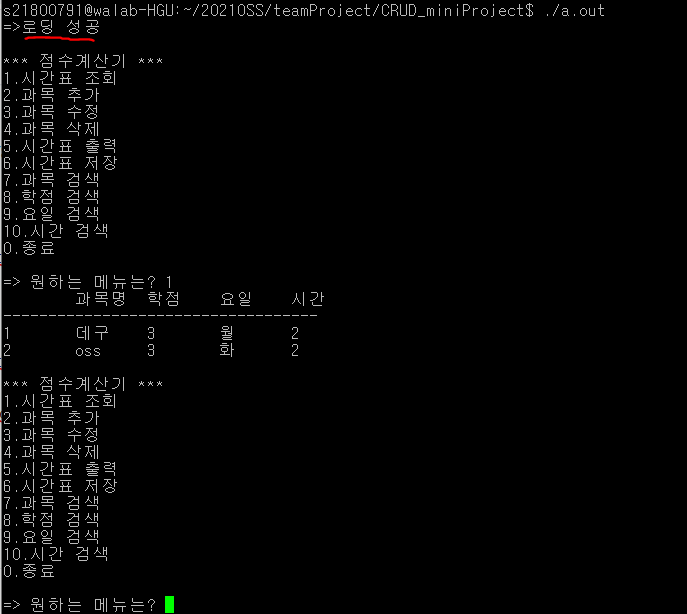 s21800791@walab-HGU:~/2021OSS/teamProject/CRUD_miniProject$ ./a.out
=>로딩 성공
*** 점수계산기 ***
1.시간표 조회
2.과목 추가
3.과목 수정
4.과목 삭제
5.시간표 출력
6.시간표 저장
7.과목 검색
8.학점 검색
9.요일 검색
10.시간 검색
0.종료
=> 원하는 메뉴는? 1
과목명 학점 요일 시간
-----------------------------------
1 데구 3 월 2
2 oss 3 화 2
*** 점수계산기 ***
1.시간표 조회
2.과목 추가
3.과목 수정
4.과목 삭제
5.시간표 출력
6.시간표 저장
7.과목 검색
8.학점 검색
9.요일 검색
10.시간 검색
0.종료
=> 원하는 메뉴는?